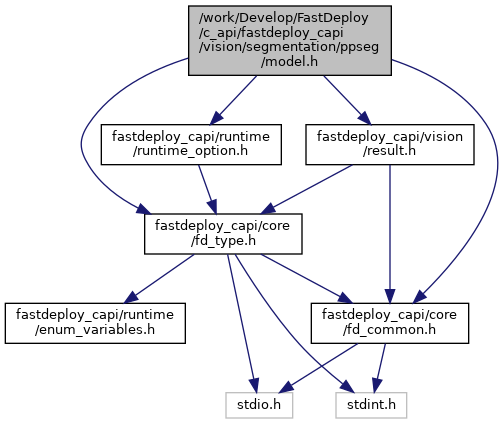 /work/Develop/FastDeploy
/c_api/fastdeploy_capi
/vision/segmentation/ppseg
/model.h
fastdeploy_capi/runtime
/runtime_option.h
fastdeploy_capi/vision
/result.h
fastdeploy_capi/core
/fd_type.h
fastdeploy_capi/runtime
/enum_variables.h
fastdeploy_capi/core
/fd_common.h
stdio.h
stdint.h